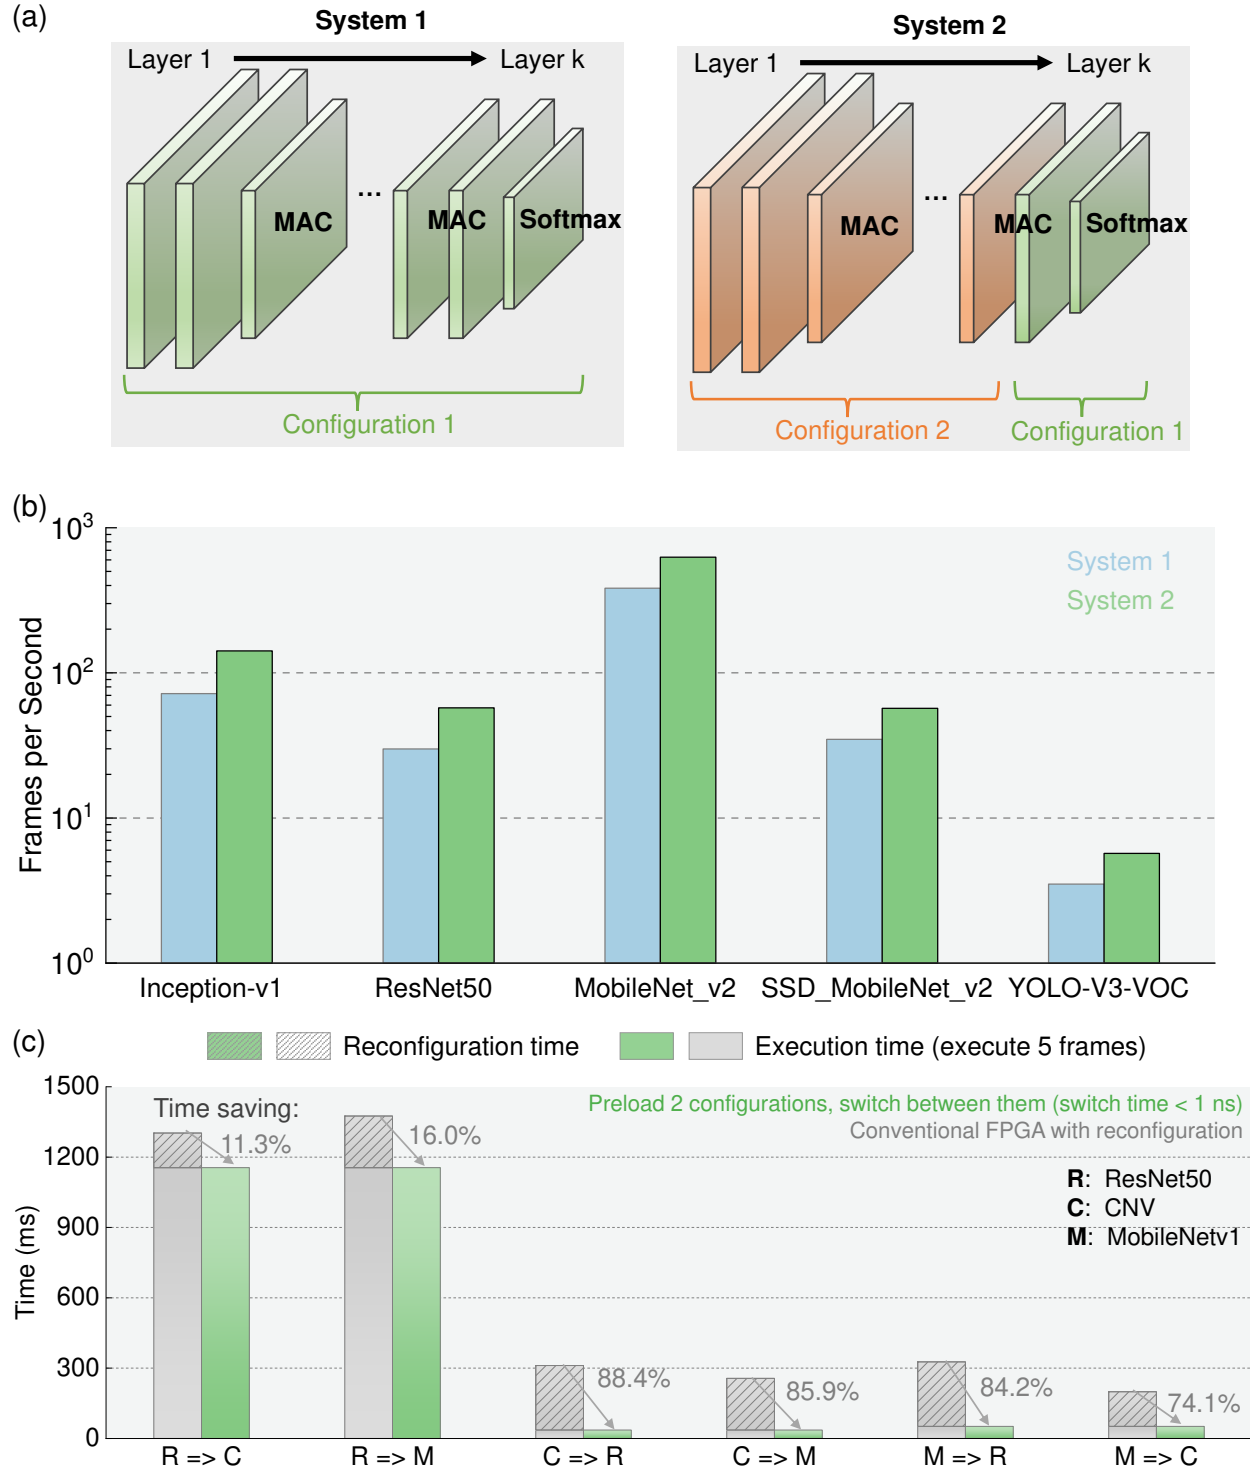 (a)
System 1
System 2
Layer 1
Layer k
Layer 1
Layer k
...
...
MAC
MAC
Softmax
MAC
MAC
Softmax
Configuration 1
Configuration 2
Configuration 1
(b)
10³
10²
10¹
10⁰
Frames per Second
System 1
System 2
Inception-v1
ResNet50
MobileNet_v2
SSD_MobileNet_v2
YOLO-V3-VOC
(c)
Reconfiguration time
Execution time (execute 5 frames)
1500
1200
900
600
300
0
Time (ms)
Time saving:
Preload 2 configurations, switch between them (switch time < 1 ns)
Conventional FPGA with reconfiguration
R: ResNet50
C: CNV
M: MobileNetv1
11.3%
16.0%
88.4%
85.9%
84.2%
74.1%
R => C
R => M
C => R
C => M
M => R
M => C